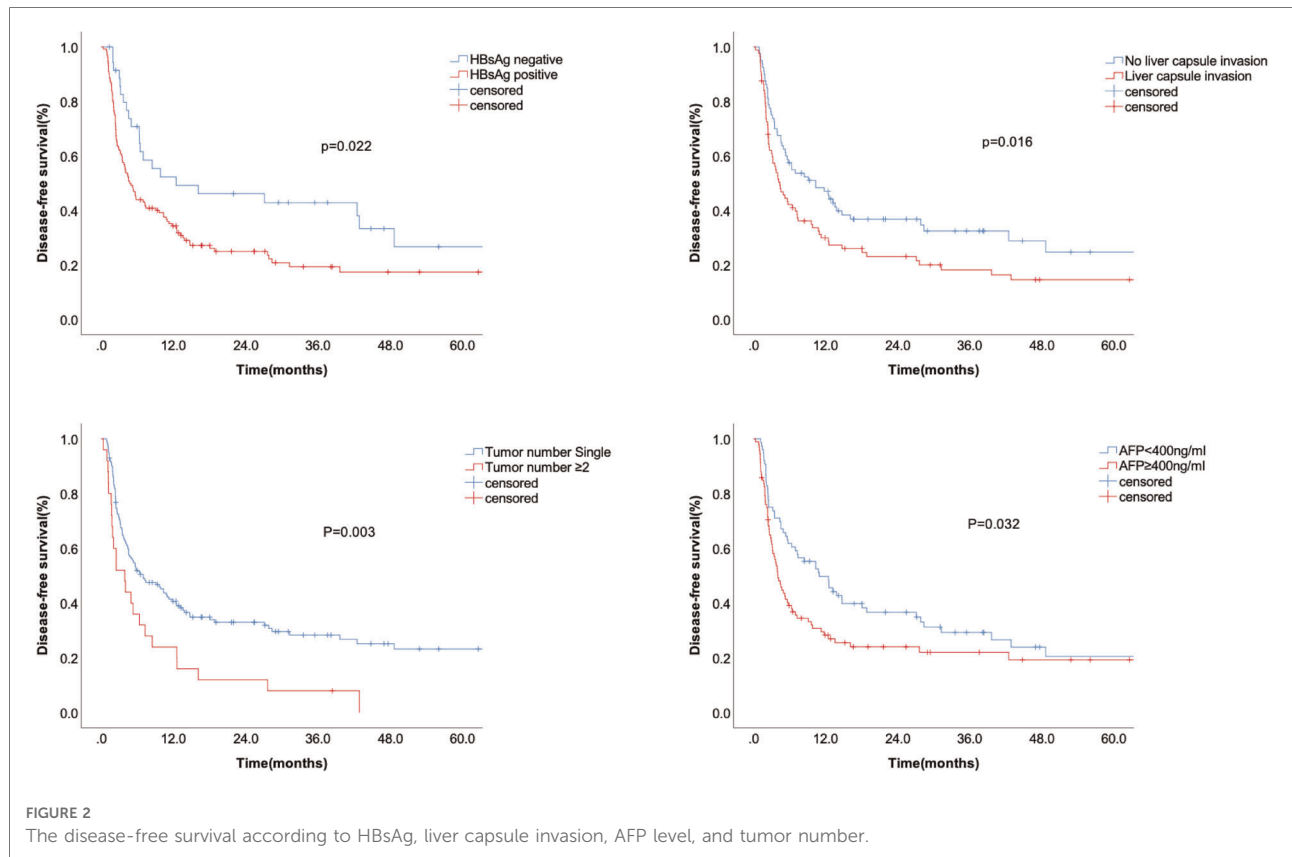 1.0
0.8
0.6
0.4
0.2
0.0
Disease-free survival(%)
HBsAg negative
HBsAg positive
censored
censored
p=0.022
.0 12.0 24.0 36.0 48.0 60.0
Time(months)
1.0
0.8
0.6
0.4
0.2
0.0
Disease-free survival(%)
No liver capsule invasion
Liver capsule invasion
censored
censored
p=0.016
.0 12.0 24.0 36.0 48.0 60.0
Time(months)
1.0
0.8
0.6
0.4
0.2
0.0
Disease-free survival(%)
Tumor number Single
Tumor number ≥2
censored
censored
P=0.003
.0 12.0 24.0 36.0 48.0 60.0
Time(months)
1.0
0.8
0.6
0.4
0.2
0.0
Disease-free survival(%)
AFP<400ng/ml
AFP≥400ng/ml
censored
censored
P=0.032
.0 12.0 24.0 36.0 48.0 60.0
Time(months)
FIGURE 2
The disease-free survival according to HBsAg, liver capsule invasion, AFP level, and tumor number.